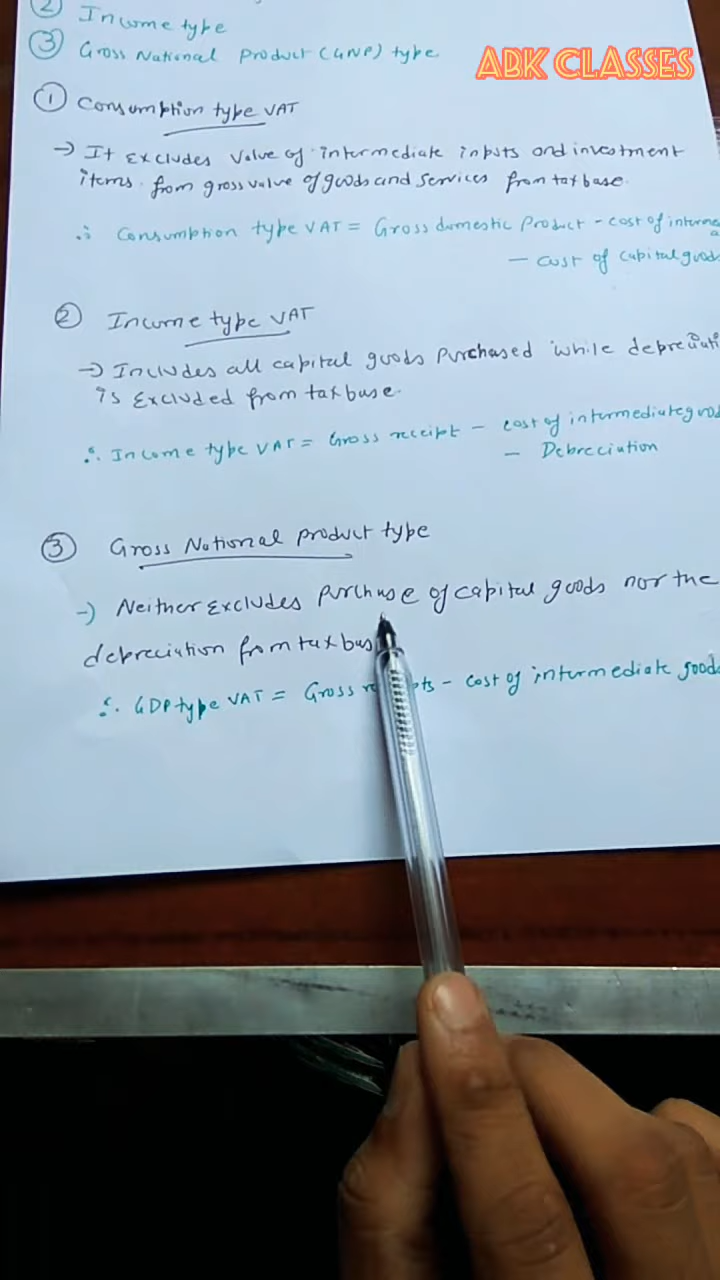 ② Income type
③ Gross National Product (GNP) type
ABK CLASSES
① Consumption type VAT
→ It excludes value of intermediate inputs and investment
items from gross value of goods and services from tax base.
∴ Consumption type VAT = Gross domestic Product - cost of interme
- cost of capital good
② Income type VAT
→ Includes all capital goods purchased while depreciati
is excluded from tax base.
∴ Income type VAT = Gross receipt - cost of intermediate good
- Depreciation
③ Gross National product type
→ Neither excludes purchase of capital goods nor the
depreciation from tax bas
∴ GDP type VAT = Gross receipts - cost of intermediate goods